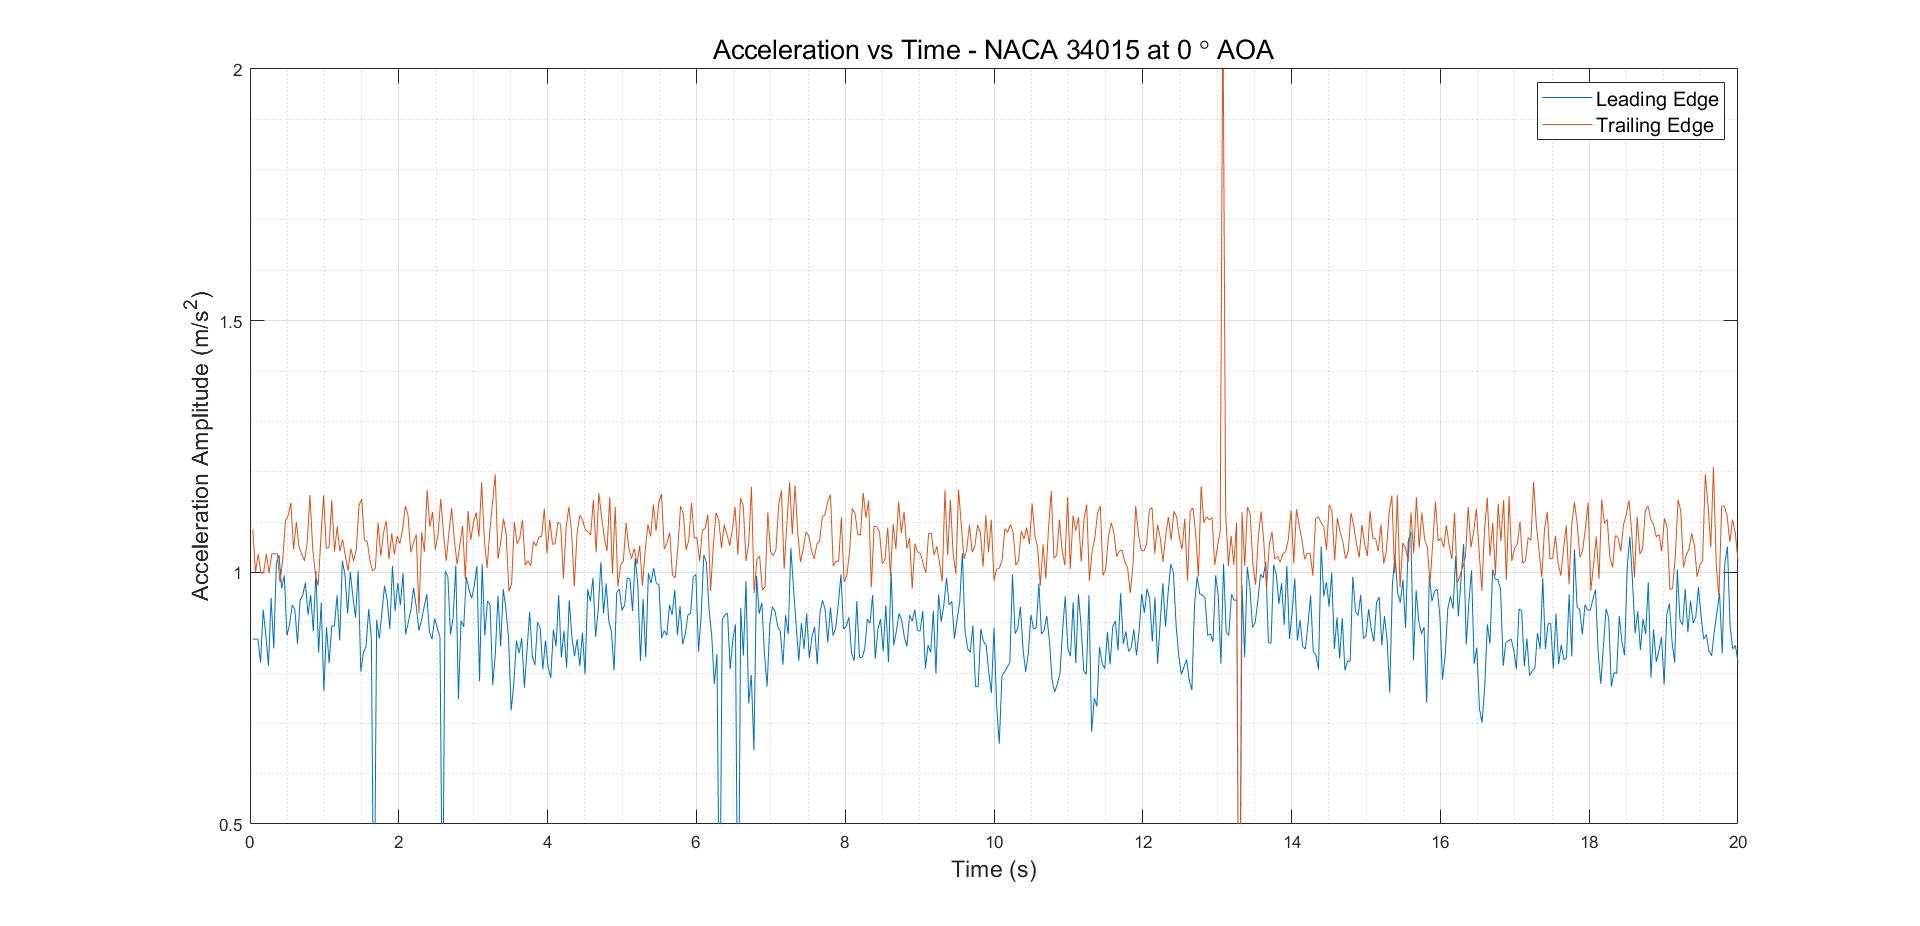 Acceleration vs Time - NACA 34015 at 0 ° AOA
Leading Edge
Trailing Edge
Acceleration Amplitude (m/s²)
2
1.5
1
0.5
0 2 4 6 8 10 12 14 16 18 20
Time (s)